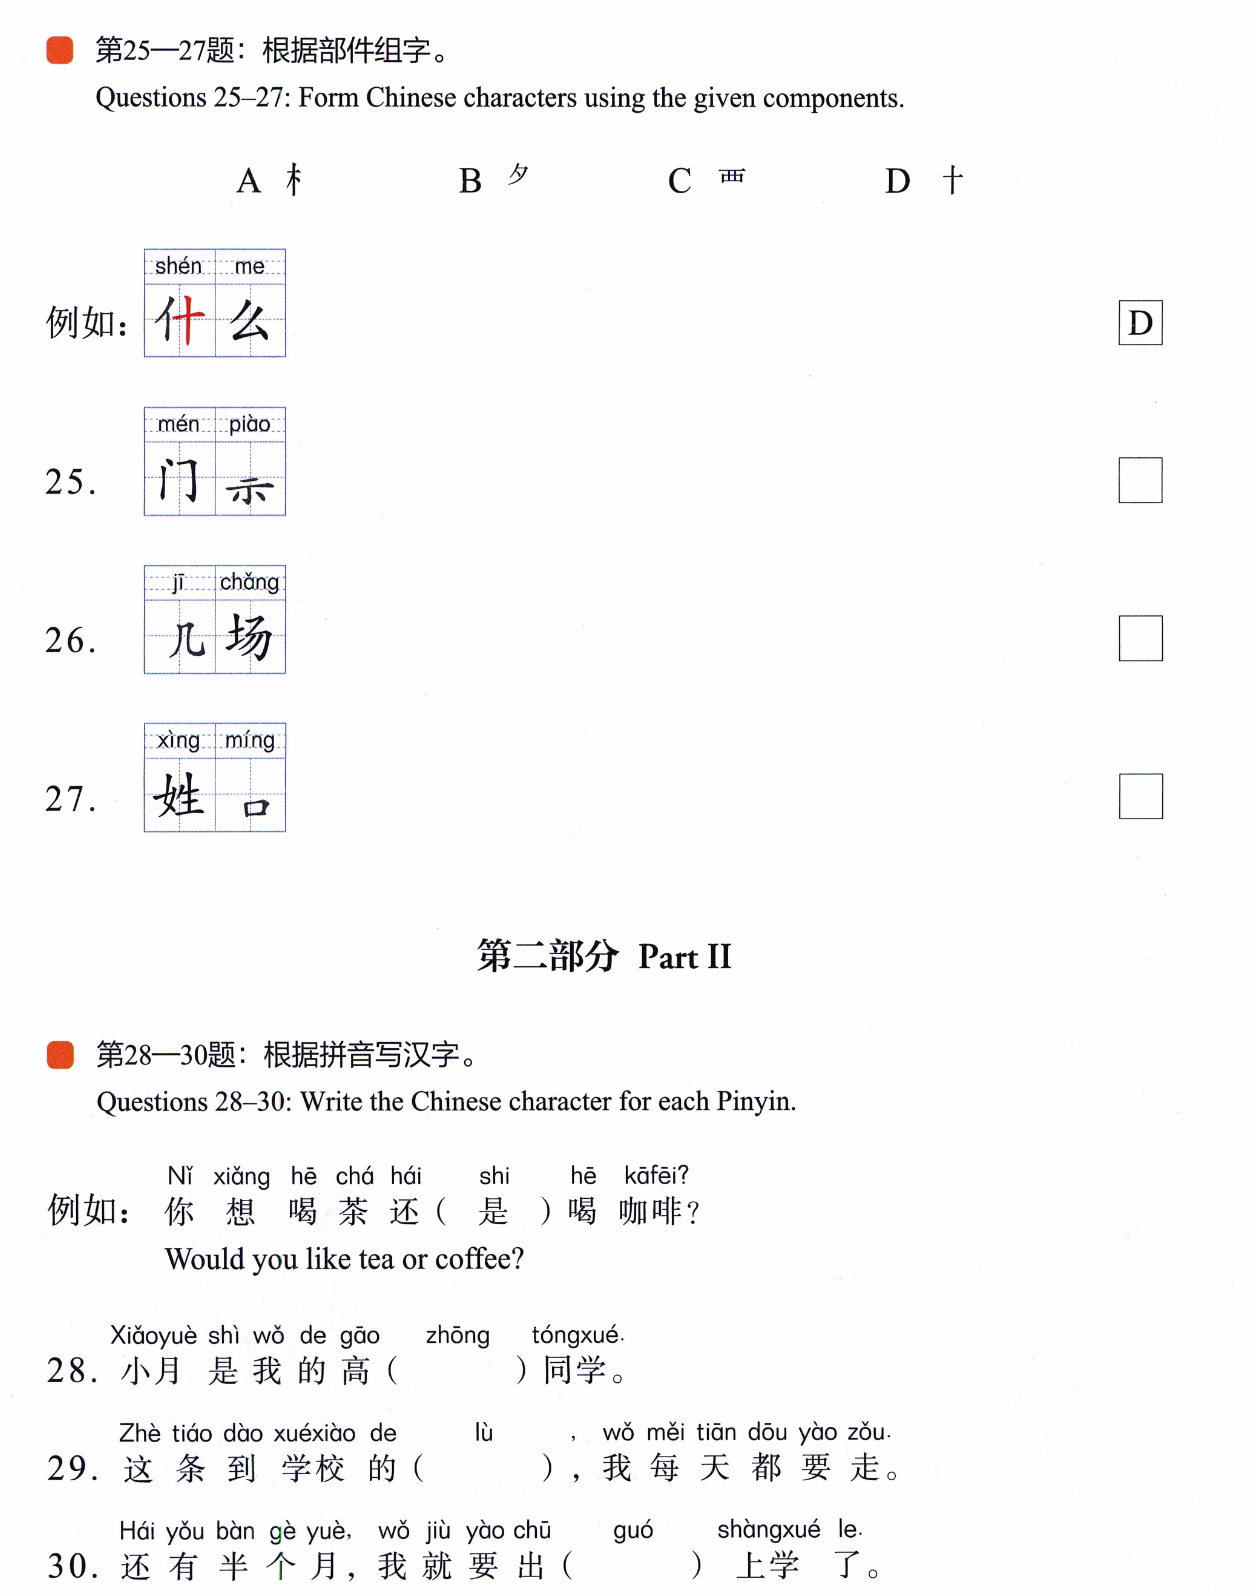 第25—27题：根据部件组字。
Questions 25–27: Form Chinese characters using the given components.
A 木 B 夕 C 覀 D 十
shén me
例如： 什么 D
mén piào
25. 门 示
jī chǎng
26. 几 场
xìng míng
27. 姓 口
第二部分 Part II
第28—30题：根据拼音写汉字。
Questions 28–30: Write the Chinese character for each Pinyin.
Nǐ xiǎng hē chá hái shi hē kāfēi?
例如： 你 想 喝 茶 还（ 是 ）喝 咖啡？
Would you like tea or coffee?
Xiǎoyuè shì wǒ de gāo zhōng tóngxué.
28. 小月 是 我 的 高（ ）同学。
Zhè tiáo dào xuéxiào de lù , wǒ měi tiān dōu yào zǒu.
29. 这 条 到 学校 的（ ），我 每 天 都 要 走。
Hái yǒu bàn gè yuè, wǒ jiù yào chū guó shàngxué le.
30. 还 有 半 个 月，我 就 要 出（ ） 上学 了。